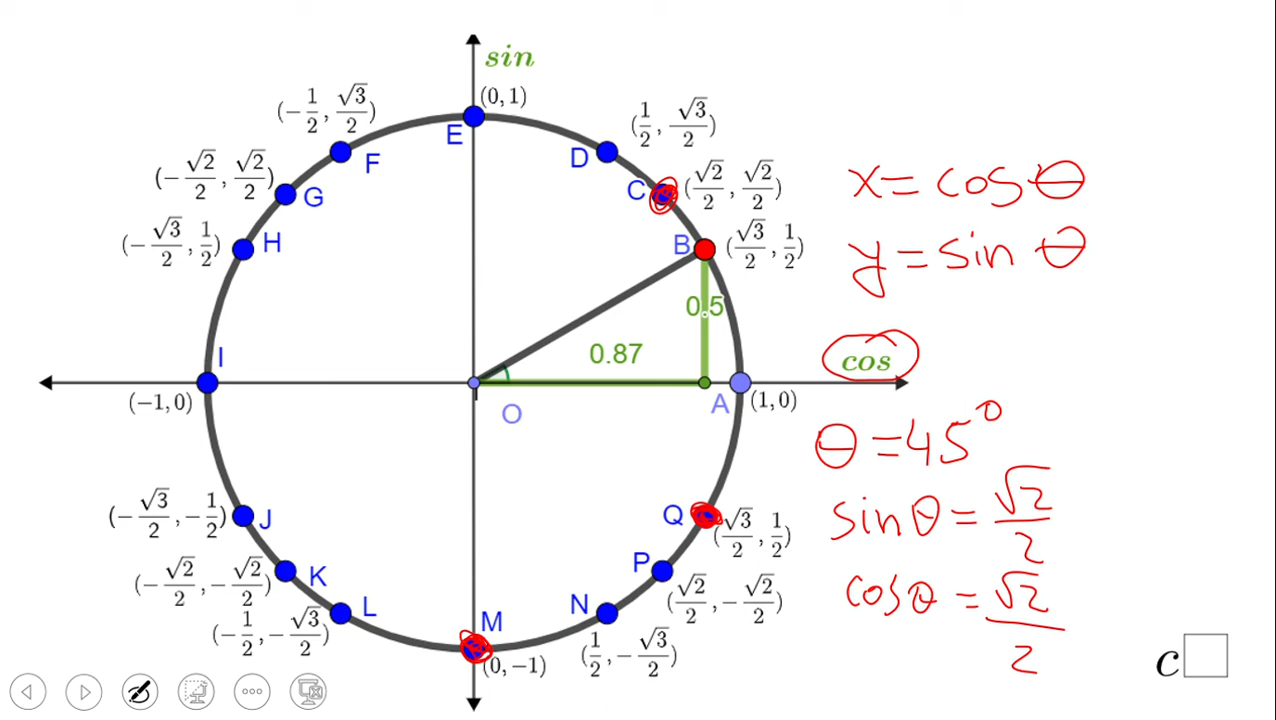 sin
(0, 1)
E
(-1/2, √3/2)
F
(1/2, √3/2)
D
(-√2/2, √2/2)
G
C
(√2/2, √2/2)
x = cos θ
(-√3/2, 1/2)
H
B
(√3/2, 1/2)
y = sin θ
0.5
0.87
I
cos
(-1, 0)
O
A
(1, 0)
θ = 45°
(-√3/2, -1/2)
J
Q
(√3/2, 1/2)
sin θ = √2/2
(-√2/2, -√2/2)
K
P
(√2/2, -√2/2)
cos θ = √2/2
(-1/2, -√3/2)
L
M
(0, -1)
N
(1/2, -√3/2)
c